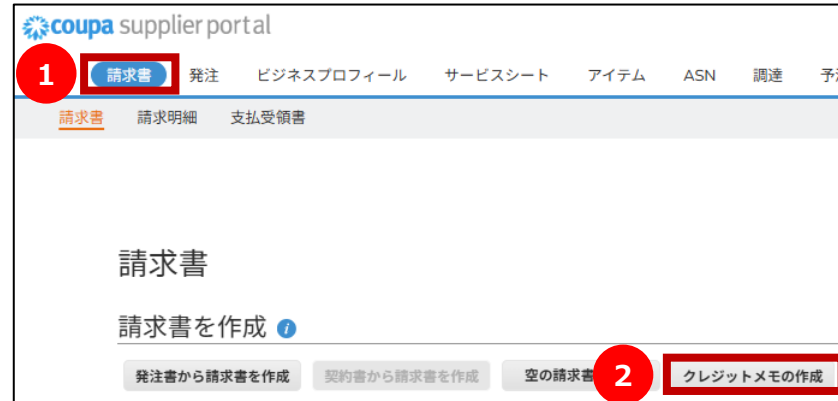 coupa supplier portal
1 請求書 発注 ビジネスプロフィール サービスシート アイテム ASN 調達
請求書 請求明細 支払受領書
請求書
請求書を作成 i
発注書から請求書を作成 契約書から請求書を作成 空の請求書 2 クレジットメモの作成